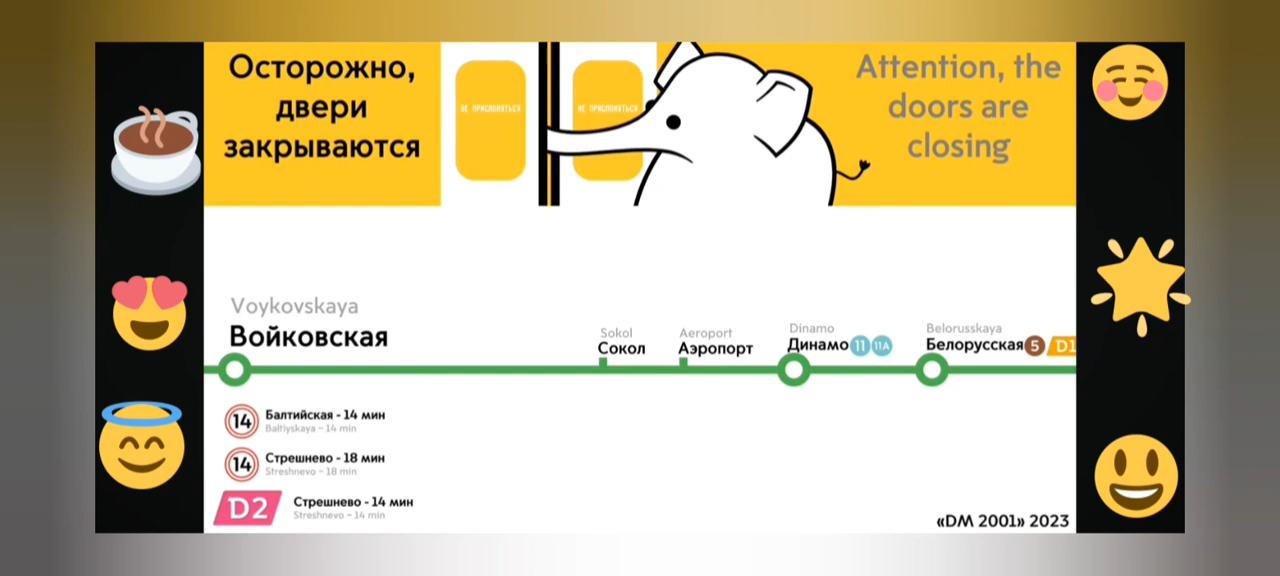 Осторожно,
двери
закрываются
НЕ ПРИСЛОНЯТЬСЯ
НЕ ПРИСЛОНЯТЬСЯ
Attention, the
doors are
closing
Voykovskaya
Войковская
Sokol
Сокол
Aeroport
Аэропорт
Dinamo
Динамо 11 11А
Belorusskaya
Белорусская 5 D1
14 Балтийская - 14 мин
Baltiyskaya - 14 min
14 Стрешнево - 18 мин
Streshnevo - 18 min
D2 Стрешнево - 14 мин
Streshnevo - 14 min
«DM 2001» 2023